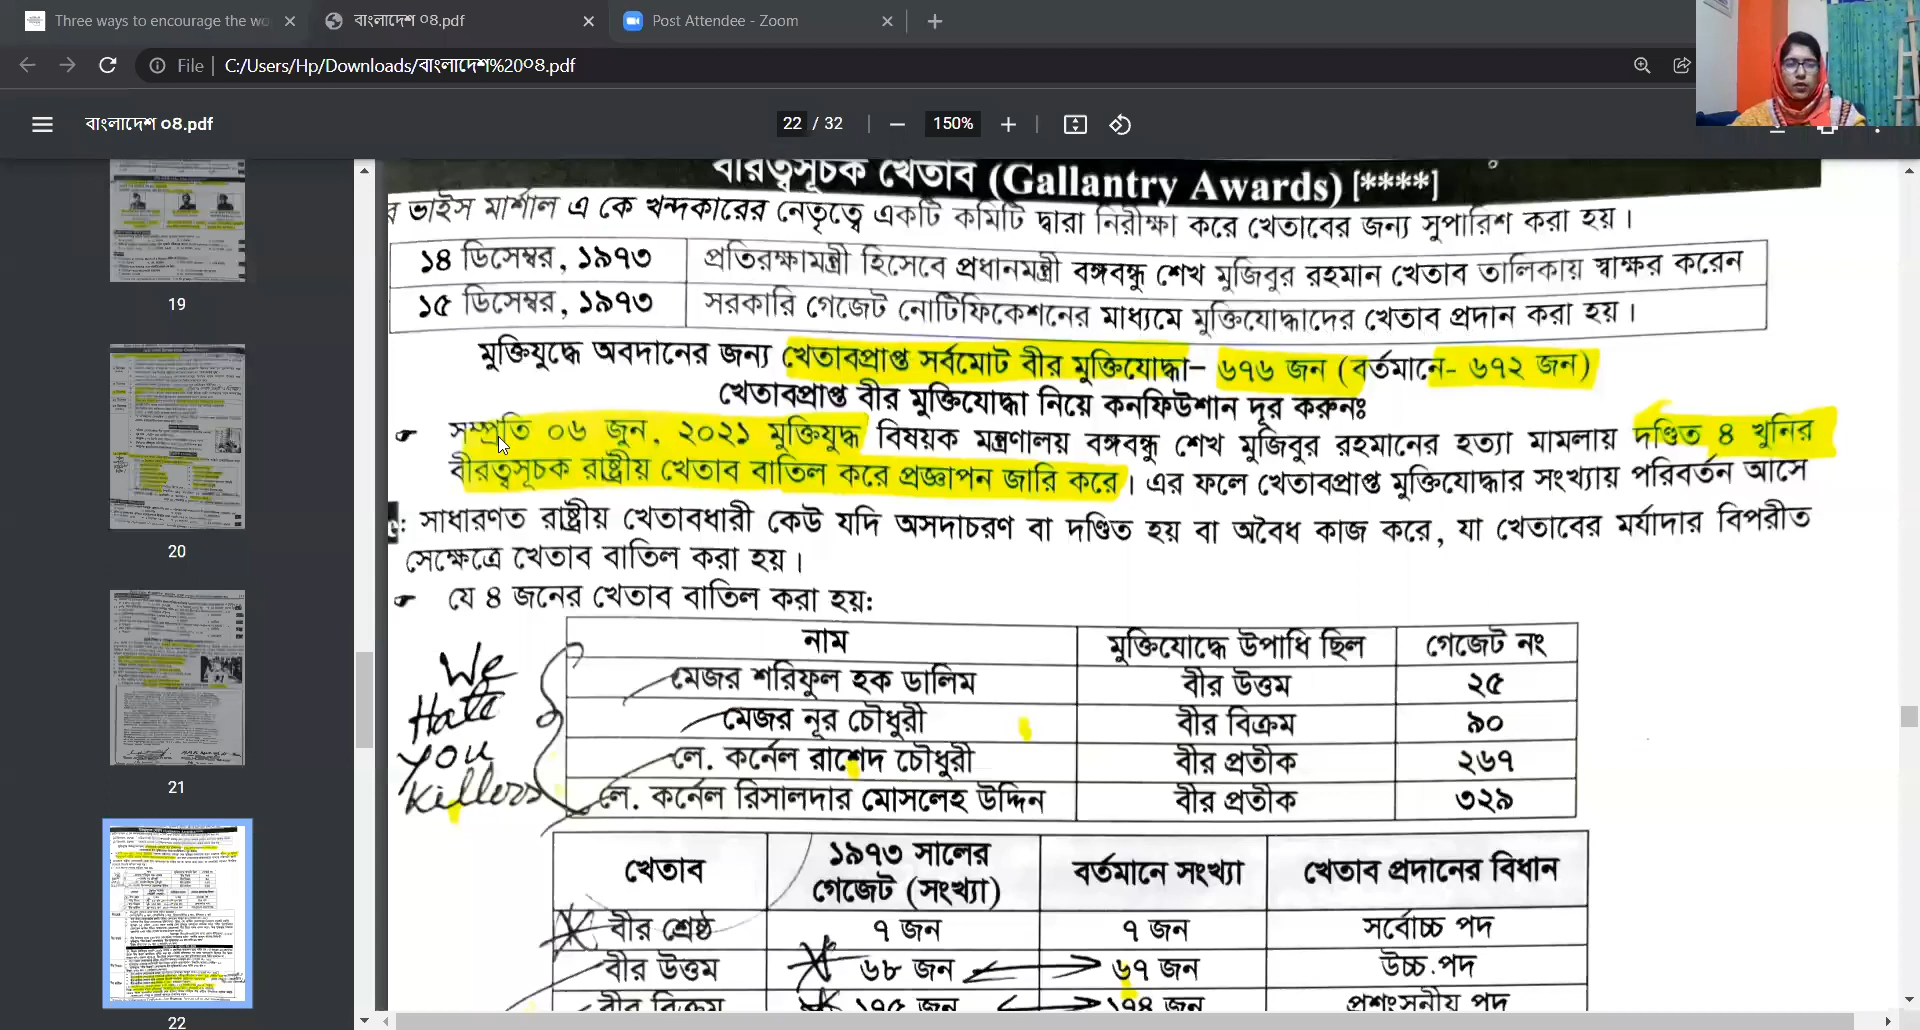 Three ways to encourage the wo
বাংলাদেশ ০৪.pdf
Post Attendee - Zoom
File | C:/Users/Hp/Downloads/বাংলাদেশ%20০৪.pdf
বাংলাদেশ ০৪.pdf
22 / 32
150%
19
20
21
22
বীরত্বসূচক খেতাব (Gallantry Awards) [****]
র ভাইস মার্শাল এ কে খন্দকারের নেতৃত্বে একটি কমিটি দ্বারা নিরীক্ষা করে খেতাবের জন্য সুপারিশ করা হয়।
১৪ ডিসেম্বর, ১৯৭৩ প্রতিরক্ষামন্ত্রী হিসেবে প্রধানমন্ত্রী বঙ্গবন্ধু শেখ মুজিবুর রহমান খেতাব তালিকায় স্বাক্ষর করেন
১৫ ডিসেম্বর, ১৯৭৩ সরকারি গেজেট নোটিফিকেশনের মাধ্যমে মুক্তিযোদ্ধাদের খেতাব প্রদান করা হয়।
মুক্তিযুদ্ধে অবদানের জন্য খেতাবপ্রাপ্ত সর্বমোট বীর মুক্তিযোদ্ধা– ৬৭৬ জন (বর্তমানে- ৬৭২ জন)
খেতাবপ্রাপ্ত বীর মুক্তিযোদ্ধা নিয়ে কনফিউশান দূর করুনঃ
সম্প্রতি ০৬ জুন, ২০২১ মুক্তিযুদ্ধ বিষয়ক মন্ত্রণালয় বঙ্গবন্ধু শেখ মুজিবুর রহমানের হত্যা মামলায় দণ্ডিত ৪ খুনির
বীরত্বসূচক রাষ্ট্রীয় খেতাব বাতিল করে প্রজ্ঞাপন জারি করে। এর ফলে খেতাবপ্রাপ্ত মুক্তিযোদ্ধার সংখ্যায় পরিবর্তন আসে
: সাধারণত রাষ্ট্রীয় খেতাবধারী কেউ যদি অসদাচরণ বা দণ্ডিত হয় বা অবৈধ কাজ করে, যা খেতাবের মর্যাদার বিপরীত
সেক্ষেত্রে খেতাব বাতিল করা হয়।
যে ৪ জনের খেতাব বাতিল করা হয়:
নাম মুক্তিযোদ্ধে উপাধি ছিল গেজেট নং
মেজর শরিফুল হক ডালিম বীর উত্তম ২৫
মেজর নূর চৌধুরী বীর বিক্রম ৯০
লে. কর্নেল রাশেদ চৌধুরী বীর প্রতীক ২৬৭
লে. কর্নেল রিসালদার মোসলেহ উদ্দিন বীর প্রতীক ৩২৯
We
Hate
You
Killers
খেতাব ১৯৭৩ সালের গেজেট (সংখ্যা) বর্তমানে সংখ্যা খেতাব প্রদানের বিধান
বীর শ্রেষ্ঠ ৭ জন ৭ জন সর্বোচ্চ পদ
বীর উত্তম ৬৮ জন ৬৭ জন উচ্চ পদ
বীর বিক্রম ১৭৫ জন ১৭৪ জন প্রশংসনীয় পদ